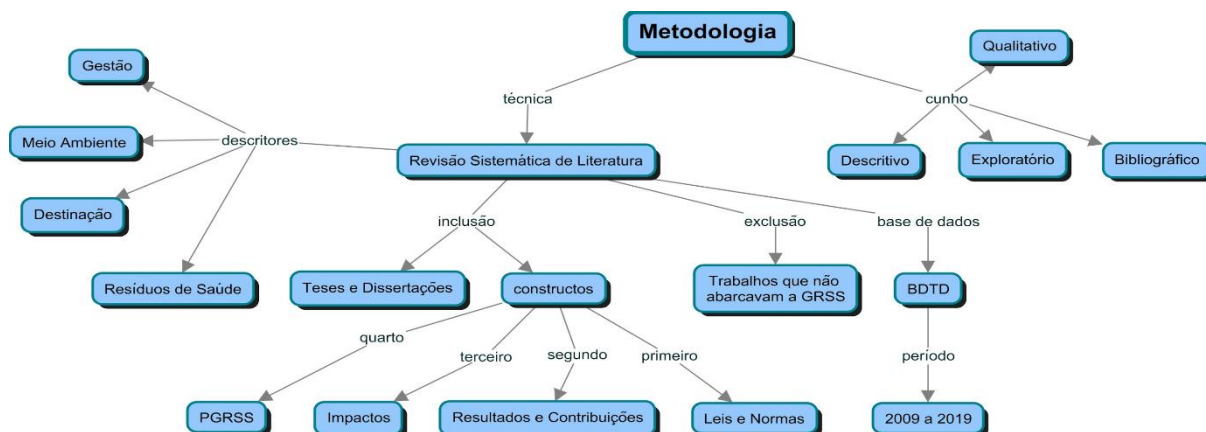 Metodologia
Qualitativo
Gestão
técnica
cunho
Meio Ambiente
descritores
Revisão Sistemática de Literatura
Descritivo
Exploratório
Bibliográfico
Destinação
inclusão
exclusão
base de dados
Resíduos de Saúde
Teses e Dissertações
constructos
Trabalhos que não
abarcavam a GRSS
BDTD
quarto
terceiro
segundo
primeiro
período
PGRSS
Impactos
Resultados e Contribuições
Leis e Normas
2009 a 2019